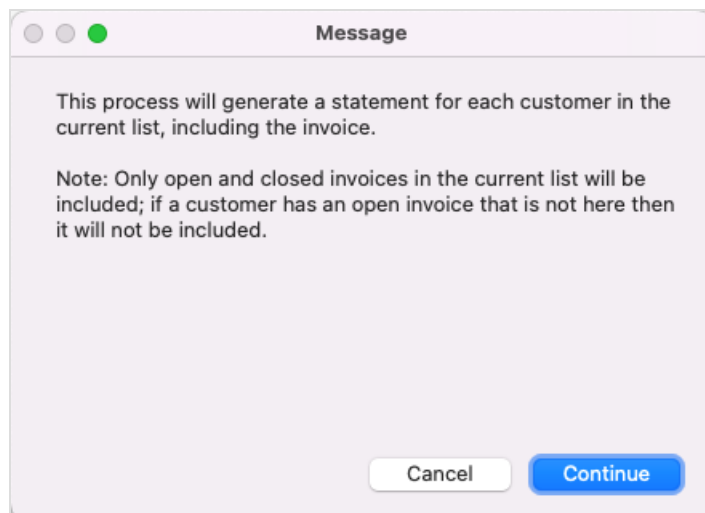 Message
This process will generate a statement for each customer in the
current list, including the invoice.
Note: Only open and closed invoices in the current list will be
included; if a customer has an open invoice that is not here then
it will not be included.
Cancel
Continue